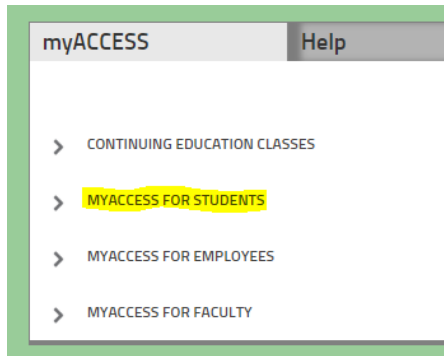 myACCESS
Help
CONTINUING EDUCATION CLASSES
MYACCESS FOR STUDENTS
MYACCESS FOR EMPLOYEES
MYACCESS FOR FACULTY